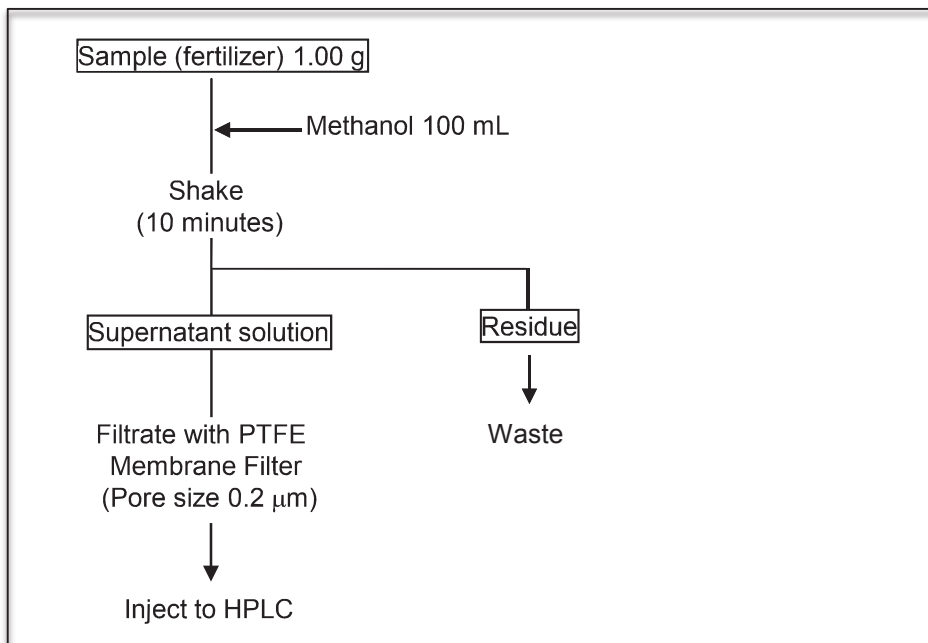 Sample (fertilizer) 1.00 g
Methanol 100 mL
Shake
(10 minutes)
Supernatant solution
Residue
Filtrate with PTFE
Membrane Filter
(Pore size 0.2 μm)
Waste
Inject to HPLC